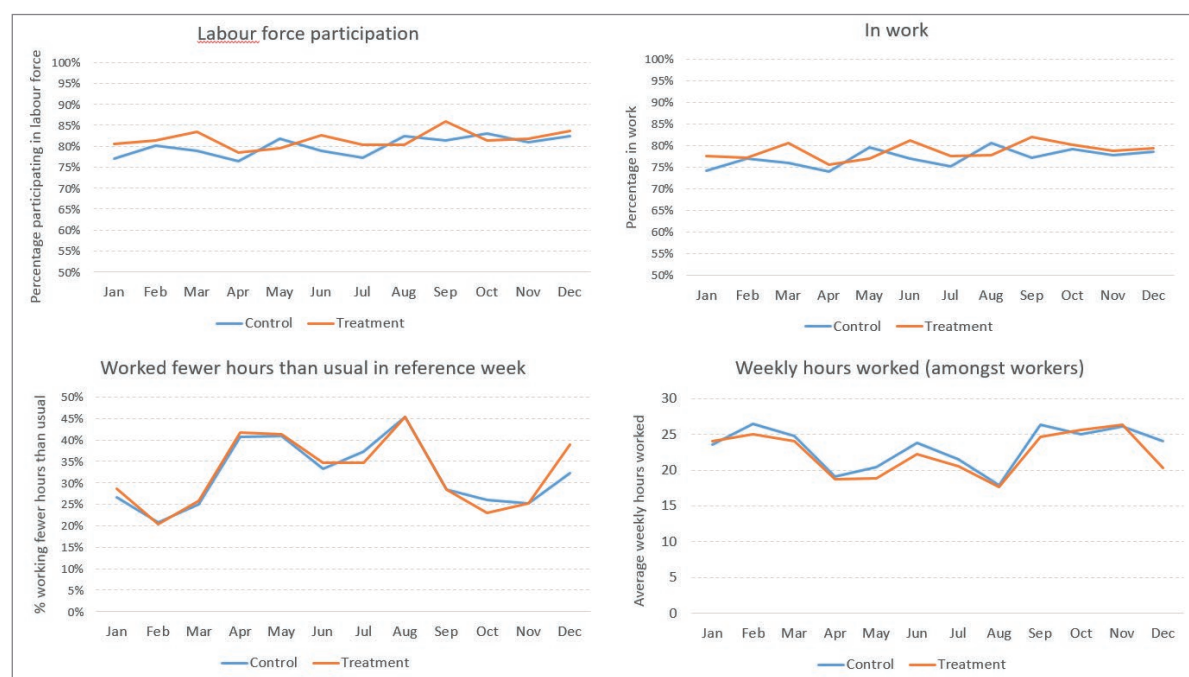 Labour force participation
Percentage participating in labour force
100%
95%
90%
85%
80%
75%
70%
65%
60%
55%
50%
Jan Feb Mar Apr May Jun Jul Aug Sep Oct Nov Dec
Control Treatment
In work
Percentage in work
100%
95%
90%
85%
80%
75%
70%
65%
60%
55%
50%
Jan Feb Mar Apr May Jun Jul Aug Sep Oct Nov Dec
Control Treatment
Worked fewer hours than usual in reference week
% working fewer hours than usual
50%
45%
40%
35%
30%
25%
20%
15%
10%
5%
0%
Jan Feb Mar Apr May Jun Jul Aug Sep Oct Nov Dec
Control Treatment
Weekly hours worked (amongst workers)
Average weekly hours worked
30
25
20
15
10
5
0
Jan Feb Mar Apr May Jun Jul Aug Sep Oct Nov Dec
Control Treatment